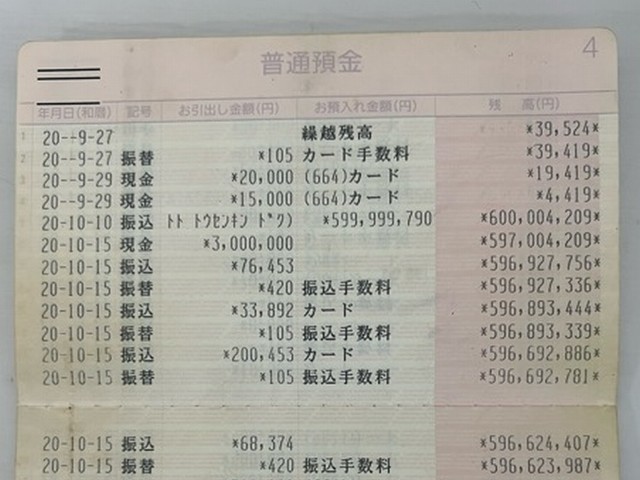 4
普通預金
年月日(和暦) 記号 お引出し金額(円) お預入れ金額(円) 残 高(円)
1 20--9-27 繰越残高 *39,524*
2 20--9-27 振替 *105 カード手数料 *39,419*
3 20--9-29 現金 *20,000 (664)カード *19,419*
20--9-29 現金 *15,000 (664)カード *4,419*
20-10-10 振込 トト トウセンキン ドク) *599,999,790 *600,004,209*
20-10-15 現金 *3,000,000 *597,004,209*
20-10-15 振込 *76,453 *596,927,756*
20-10-15 振替 *420 振込手数料 *596,927,336*
20-10-15 振込 *33,892 カード *596,893,444*
20-10-15 振替 *105 振込手数料 *596,893,339*
20-10-15 振込 *200,453 カード *596,692,886*
20-10-15 振替 *105 振込手数料 *596,692,781*
20-10-15 振込 *68,374 *596,624,407*
20-10-15 振替 *420 振込手数料 *596,623,987*